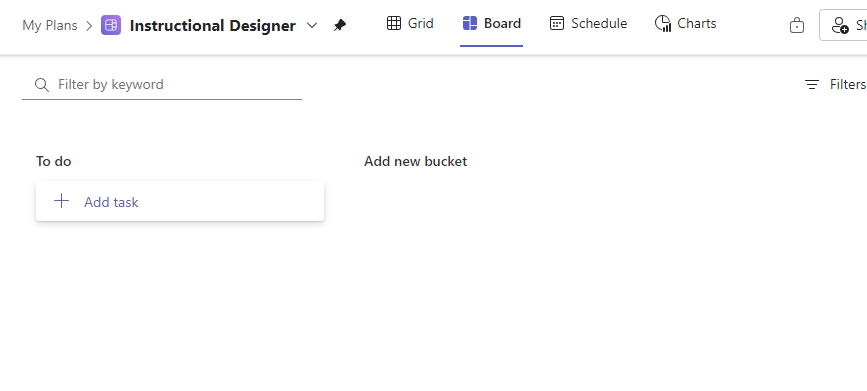 My Plans > Instructional Designer
Grid
Board
Schedule
Charts
Sh
Filter by keyword
Filters
To do
Add new bucket
Add task